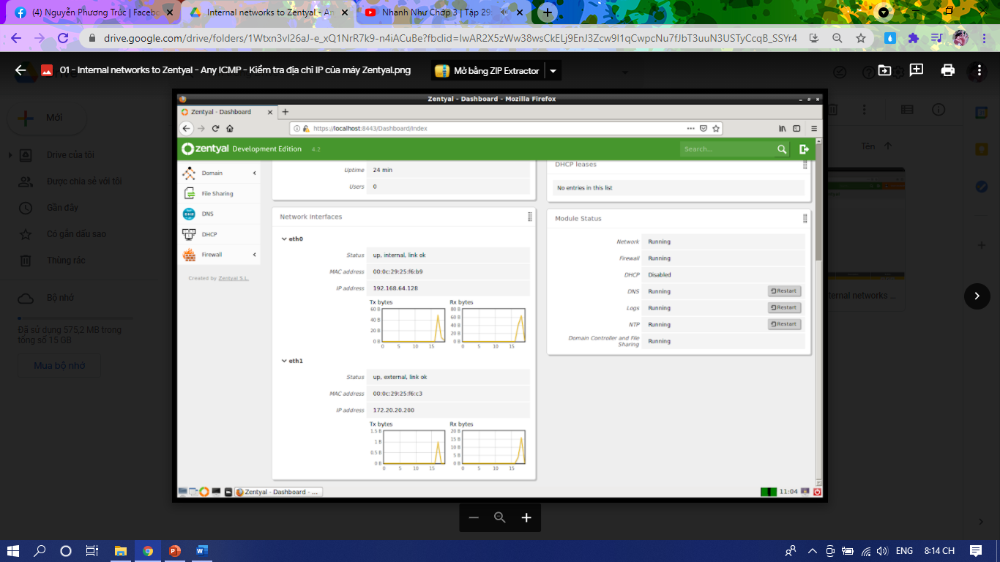 (4) Nguyễn Phương Trúc | Facebo
Internal networks to Zentyal - An
Nhanh Như Chớp 3 | Tập 29
drive.google.com/drive/folders/1Wtxn3vI26aJ-e_xQ1NrR7k9-n4iACuBe?fbclid=IwAR2X5zWw38wsCkELj9EnJ3Zcw9I1qCwpcNu7fJbT3uuN3USTyCcqB_SSYr4
01 - Internal networks to Zentyal - Any ICMP - Kiểm tra địa chỉ IP của máy Zentyal.png
Mở bằng ZIP Extractor
Mới
Drive của tôi
Được chia sẻ với tôi
Gần đây
Có gắn dấu sao
Thùng rác
Bộ nhớ
Đã sử dụng 575,2 MB trong
tổng số 15 GB
Mua bộ nhớ
Tên
ternal networks ...
Zentyal - Dashboard - Mozilla Firefox
Zentyal - Dashboard
https://localhost:8443/Dashboard/Index
zentyal Development Edition 4.2
Search...
Domain
File Sharing
DNS
DHCP
Firewall
Created by Zentyal S.L.
Uptime 24 min
Users 0
Network Interfaces
eth0
Status up, internal, link ok
MAC address 00:0c:29:25:f6:b9
IP address 192.168.64.128
Tx bytes Rx bytes
60 B 80 B
40 B 60 B
20 B 40 B
0 B 20 B
0 B
0 5 10 15 0 5 10 15
eth1
Status up, external, link ok
MAC address 00:0c:29:25:f6:c3
IP address 172.20.20.200
Tx bytes Rx bytes
1.5 B 20 B
1 B 15 B
0.5 B 10 B
0 B 5 B
0 B
0 5 10 15 0 5 10 15
DHCP leases
No entries in this list
Module Status
Network Running
Firewall Running
DHCP Disabled
DNS Running Restart
Logs Running Restart
NTP Running Restart
Domain Controller and File
Sharing Running
Zentyal - Dashboard - ...
11:04
ENG
8:14 CH